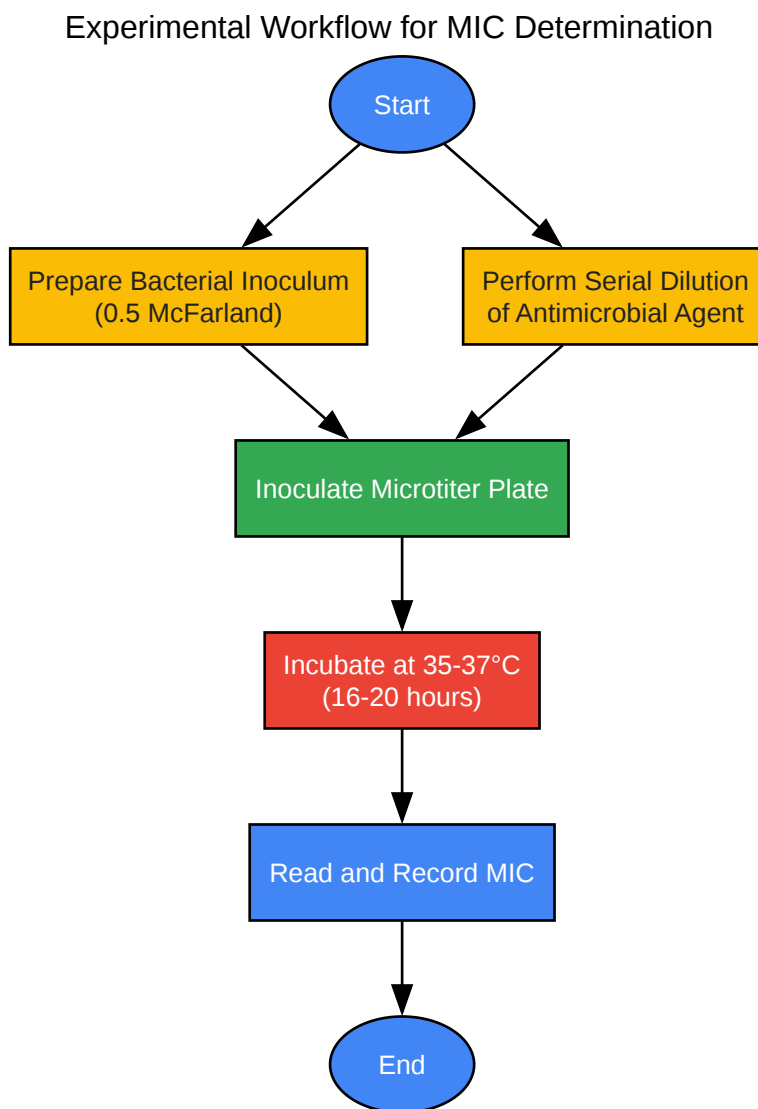 Experimental Workflow for MIC Determination
Start
Prepare Bacterial Inoculum
(0.5 McFarland)
Perform Serial Dilution
of Antimicrobial Agent
Inoculate Microtiter Plate
Incubate at 35-37°C
(16-20 hours)
Read and Record MIC
End